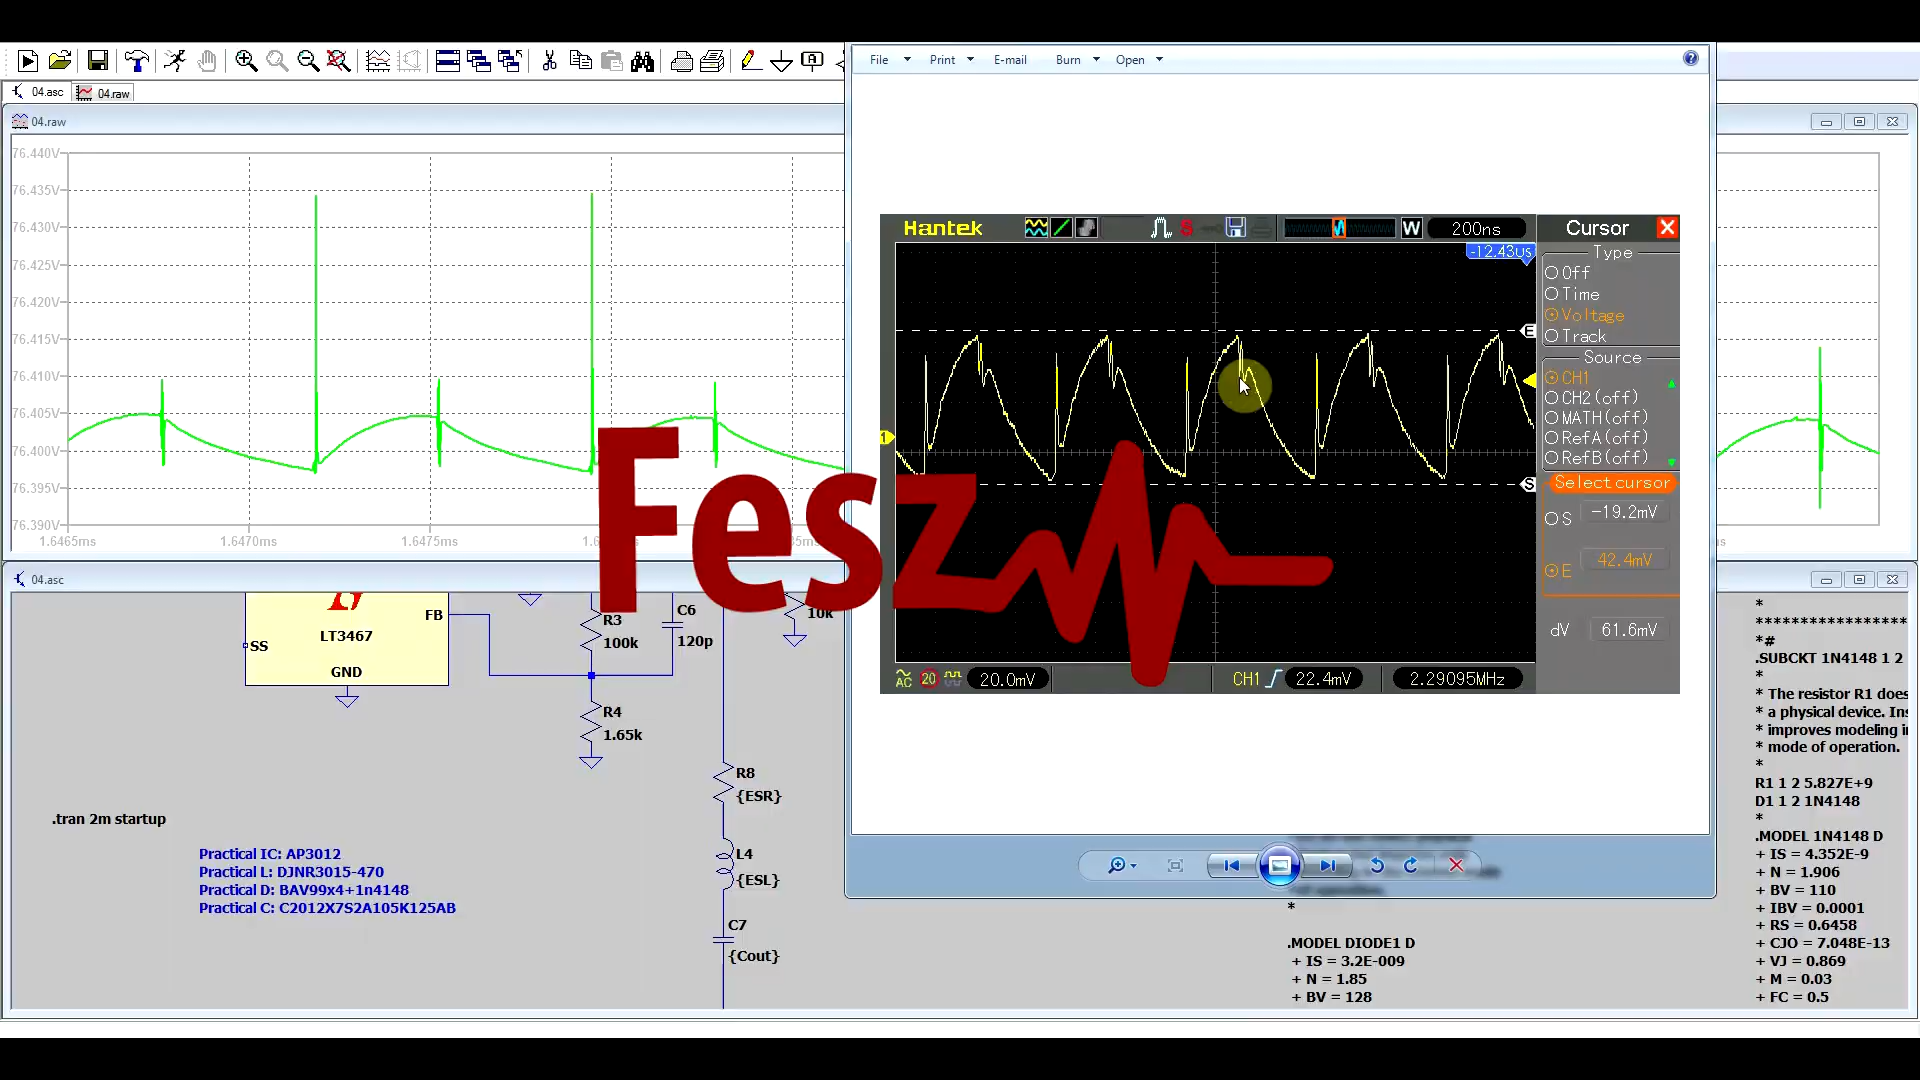 File Print E-mail Burn Open
04.asc 04.raw
04.raw
76.440V
76.435V
76.430V
76.425V
76.420V
76.415V
76.410V
76.405V
76.400V
76.395V
76.390V
1.6465ms 1.6470ms 1.6475ms
Hantek W 200ns
-12.43us
Cursor
Type
Off
Time
Voltage
Track
Source
CH1
CH2(off)
MATH(off)
RefA(off)
RefB(off)
Select cursor
S -19.2mV
E 42.4mV
dV 61.6mV
E
S
1
AC 20 20.0mV CH1 22.4mV 2.29095MHz
Fesz
04.asc
FB
SS
LT3467
GND
R3
100k
C6
120p
10k
R4
1.65k
R8
{ESR}
L4
{ESL}
C7
{Cout}
.tran 2m startup
Practical IC: AP3012
Practical L: DJNR3015-470
Practical D: BAV99x4+1n4148
Practical C: C2012X7S2A105K125AB
*
.MODEL DIODE1 D
+ IS = 3.2E-009
+ N = 1.85
+ BV = 128
*
*****************
*#
.SUBCKT 1N4148 1 2
*
* The resistor R1 does
* a physical device. Ins
* improves modeling in
* mode of operation.
*
R1 1 2 5.827E+9
D1 1 2 1N4148
*
.MODEL 1N4148 D
+ IS = 4.352E-9
+ N = 1.906
+ BV = 110
+ IBV = 0.0001
+ RS = 0.6458
+ CJO = 7.048E-13
+ VJ = 0.869
+ M = 0.03
+ FC = 0.5